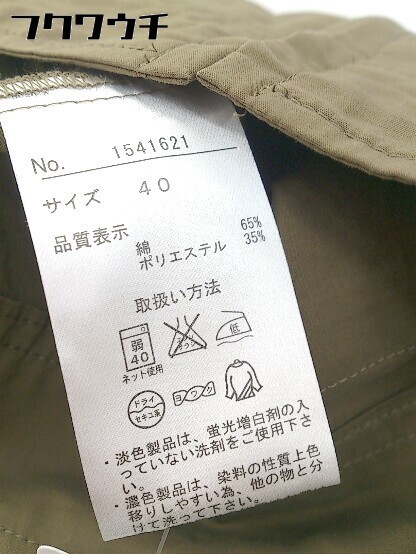 フクワウチ
No. 1541621
サイズ 40
品質表示
綿 65%
ポリエステル 35%
取扱い方法
弱
40
低
ネット使用
ドライ
セキユ系
ヨワク
・淡色製品は、蛍光増白剤の入
っていない洗剤をご使用下さ
い。
・濃色製品は、染料の性質上色
移りしやすい為、他の物と分
けて洗って下さい。